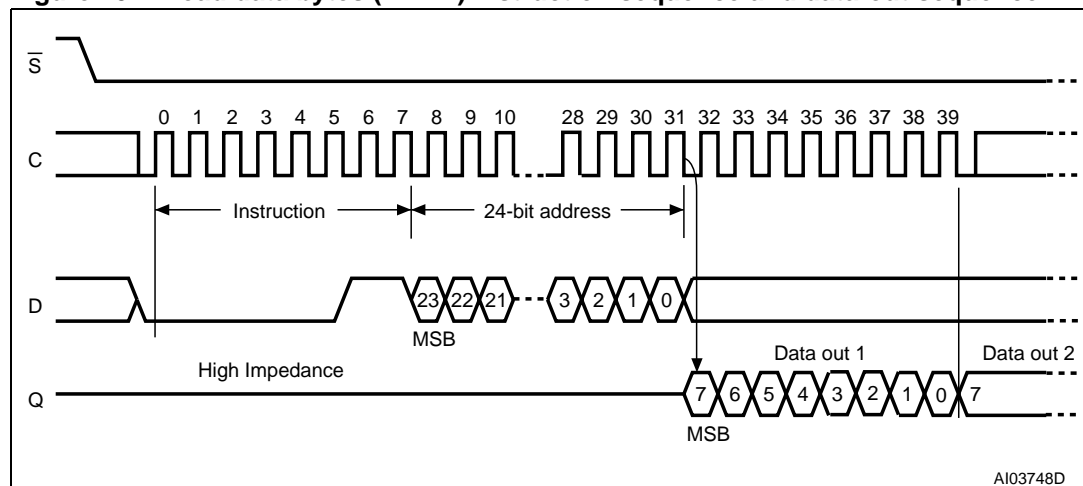 S
0 1 2 3 4 5 6 7 8 9 10 28 29 30 31 32 33 34 35 36 37 38 39
C
Instruction 24-bit address
D 23 22 21 3 2 1 0
MSB
High Impedance Data out 1 Data out 2
Q 7 6 5 4 3 2 1 0 7
MSB
AI03748D